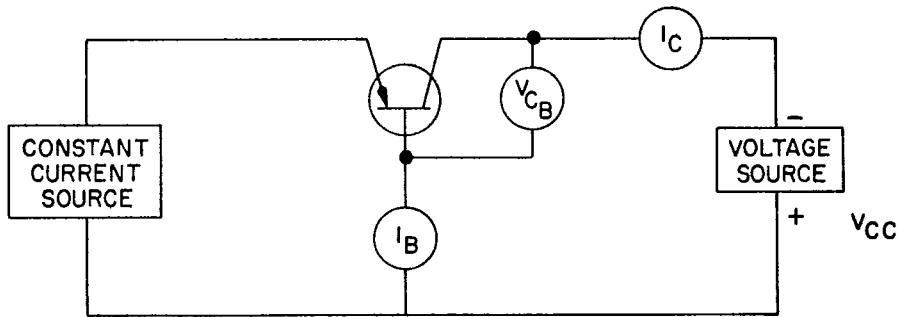 CONSTANT
CURRENT
SOURCE
V_CB
I_C
I_B
−
VOLTAGE
SOURCE
+
V_CC